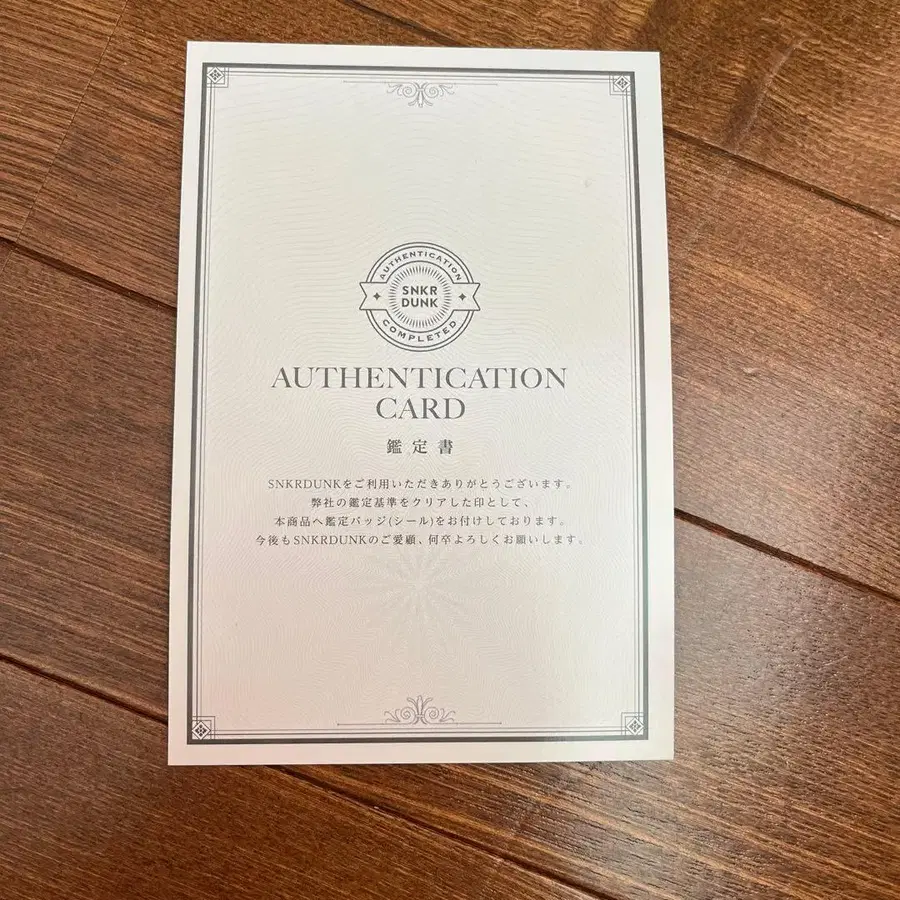 AUTHENTICATION
SNKR
DUNK
COMPLETED
AUTHENTICATION
CARD
鑑定書
SNKRDUNKをご利用いただきありがとうございます。
弊社の鑑定基準をクリアした印として、
本商品へ鑑定バッジ(シール)をお付けしております。
今後もSNKRDUNKのご愛顧、何卒よろしくお願いします。